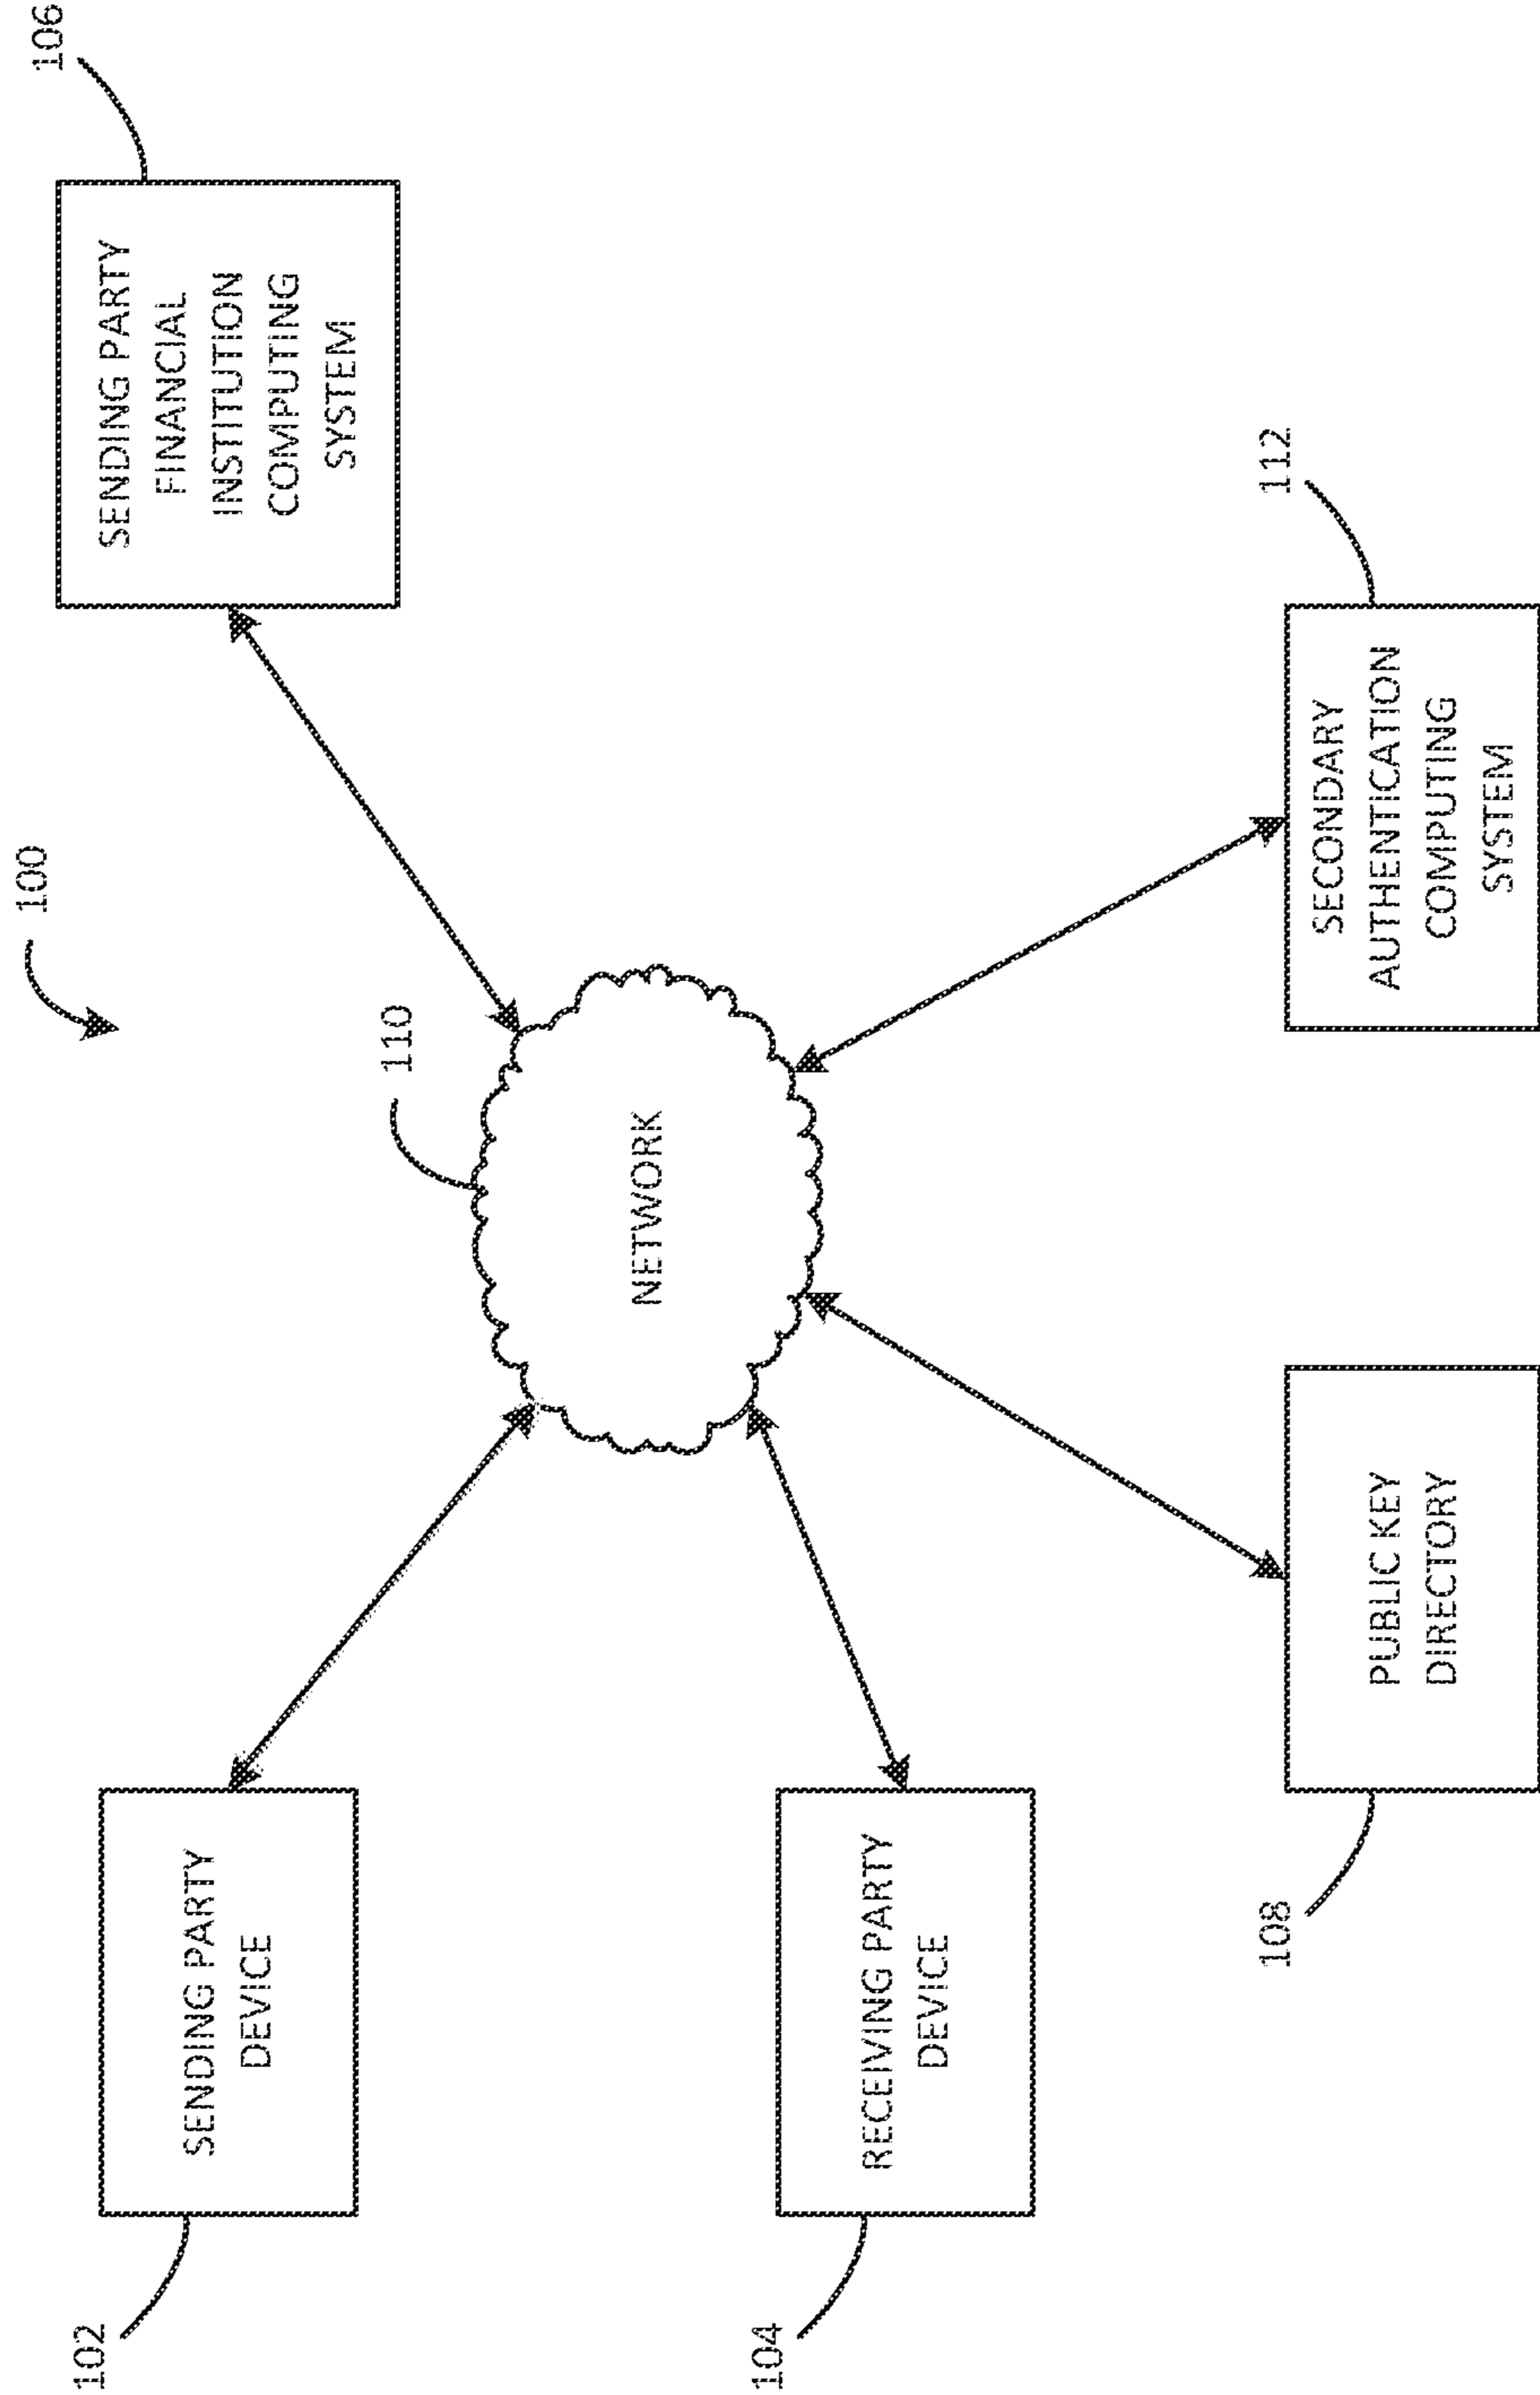 100
102
SENDING PARTY
DEVICE
110
NETWORK
106
SENDING PARTY
FINANCIAL
INSTITUTION
COMPUTING
SYSTEM
104
RECEIVING PARTY
DEVICE
108
PUBLIC KEY
DIRECTORY
112
SECONDARY
AUTHENTICATION
COMPUTING
SYSTEM